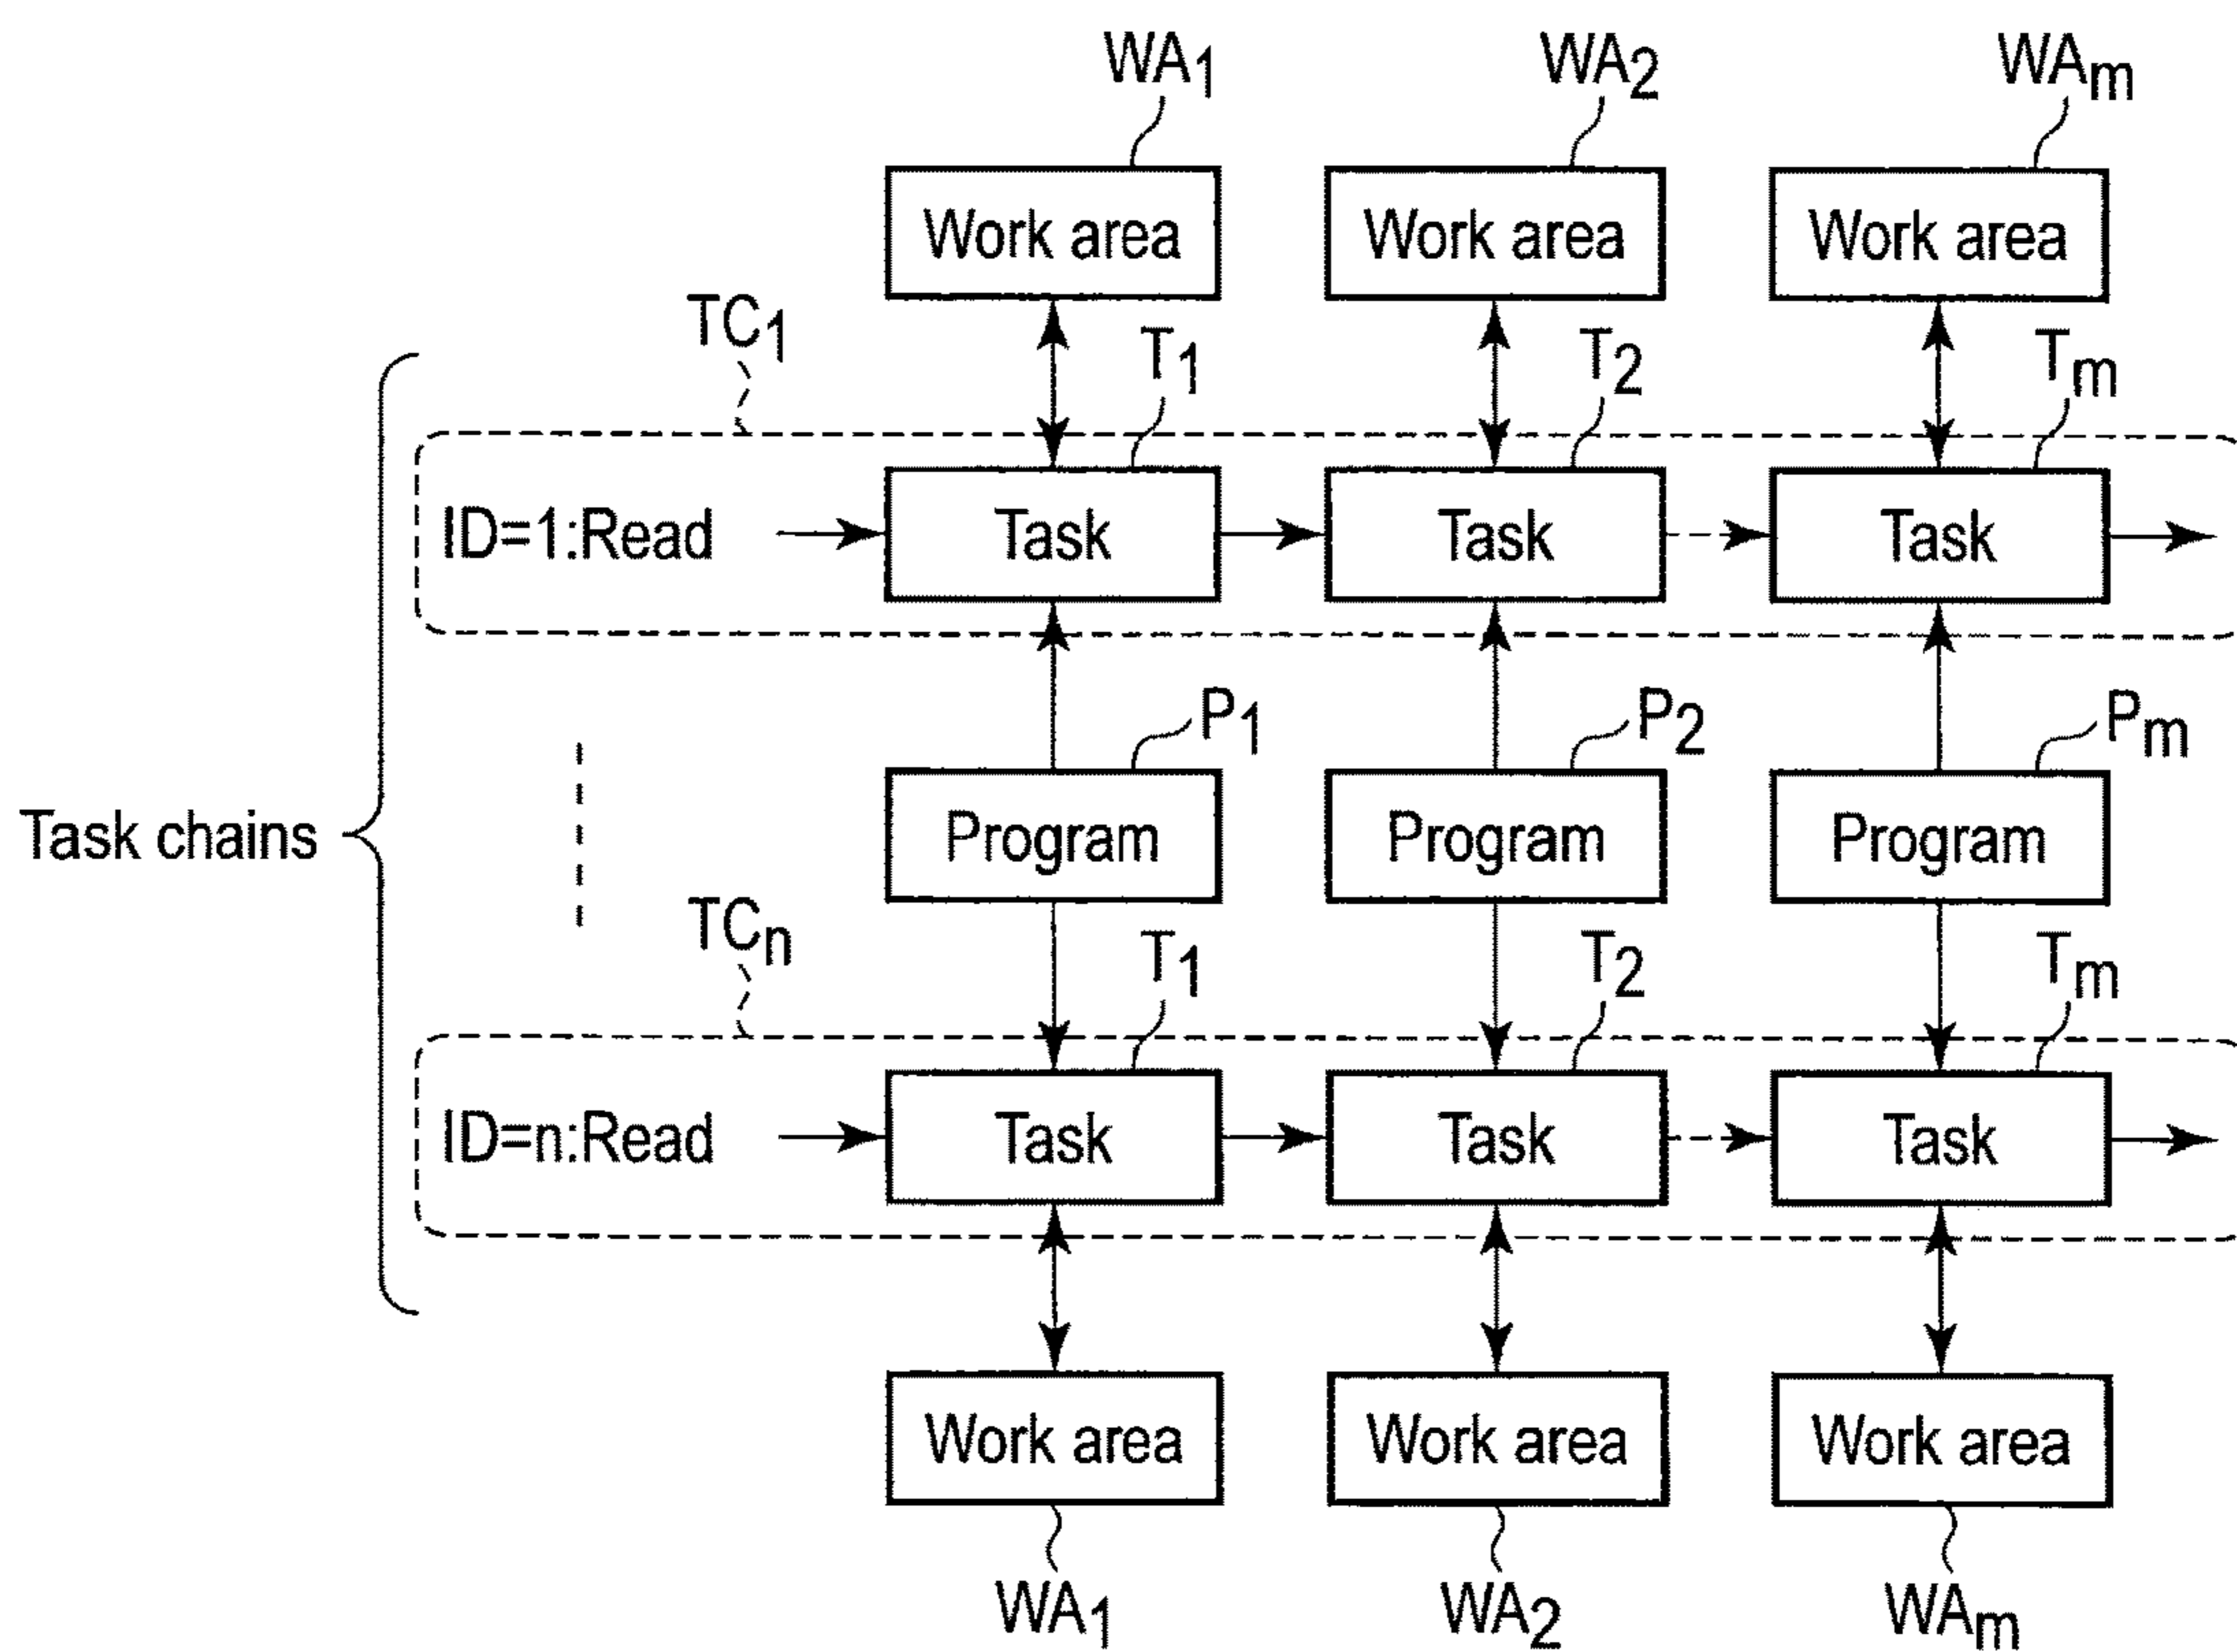 WA1 WA2 WAm
Work area Work area Work area
TC1 T1 T2 Tm
ID=1:Read Task Task Task
P1 P2 Pm
Task chains Program Program Program
TCn T1 T2 Tm
ID=n:Read Task Task Task
Work area Work area Work area
WA1 WA2 WAm